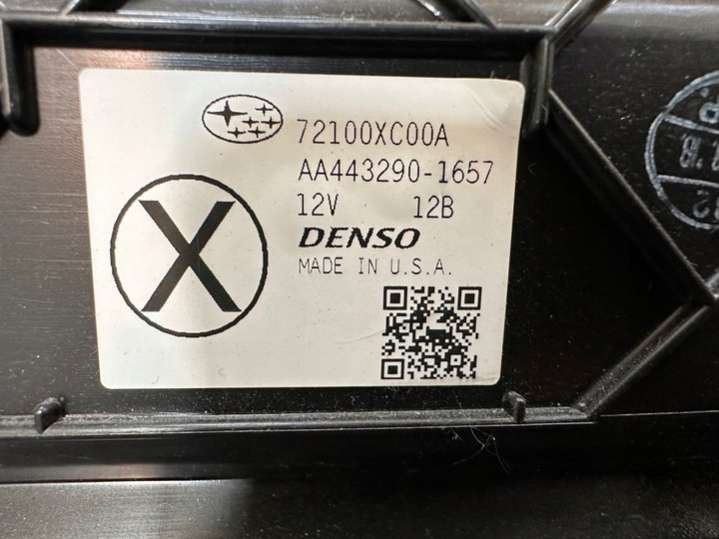 72100XC00A
AA443290-1657
12V 12B
DENSO
MADE IN U.S.A.
X